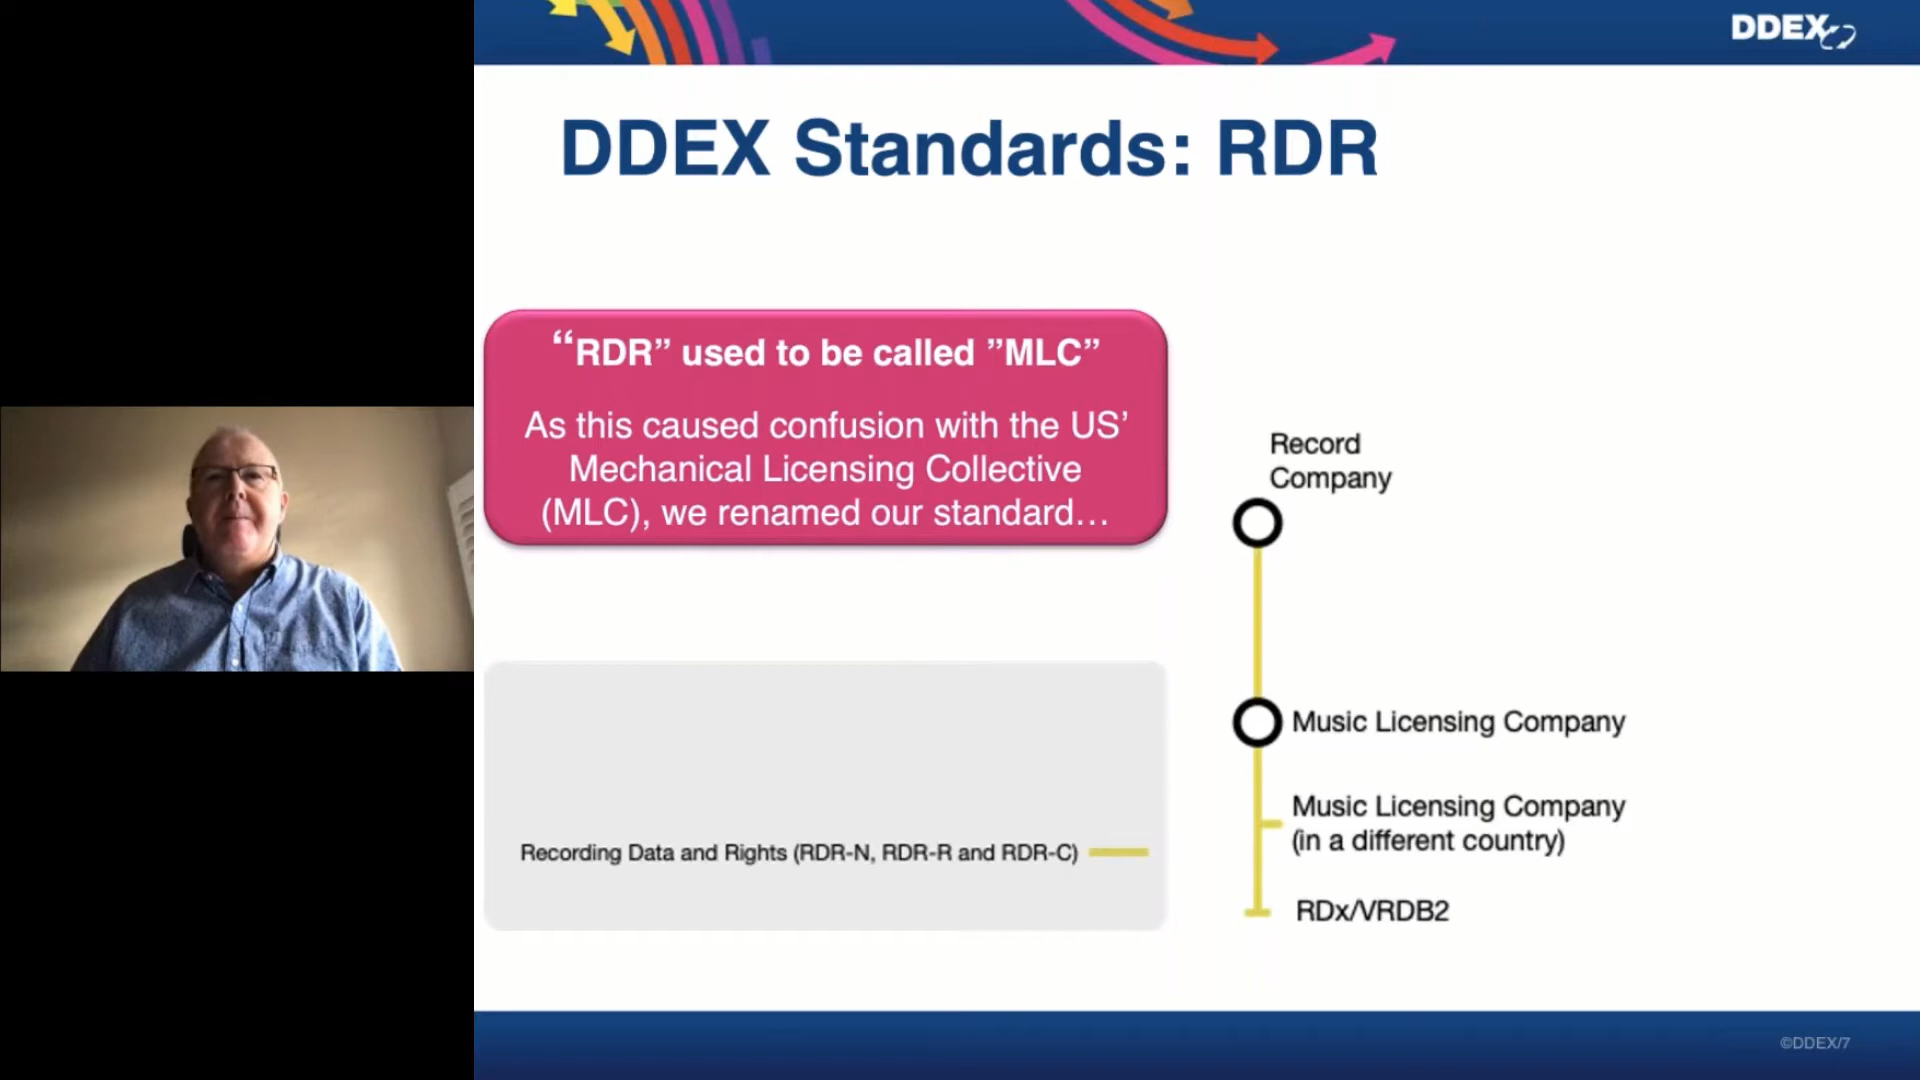 DDEX
DDEX Standards: RDR
“RDR” used to be called ”MLC”
As this caused confusion with the US’
Mechanical Licensing Collective
(MLC), we renamed our standard…
Record
Company
Music Licensing Company
Music Licensing Company
(in a different country)
RDx/VRDB2
Recording Data and Rights (RDR-N, RDR-R and RDR-C)
©DDEX/7